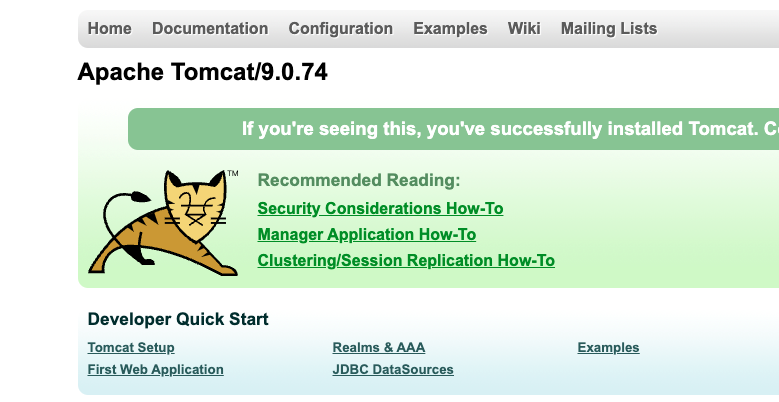 Home Documentation Configuration Examples Wiki Mailing Lists
Apache Tomcat/9.0.74
If you're seeing this, you've successfully installed Tomcat. C
TM
Recommended Reading:
Security Considerations How-To
Manager Application How-To
Clustering/Session Replication How-To
Developer Quick Start
Tomcat Setup Realms & AAA Examples
First Web Application JDBC DataSources